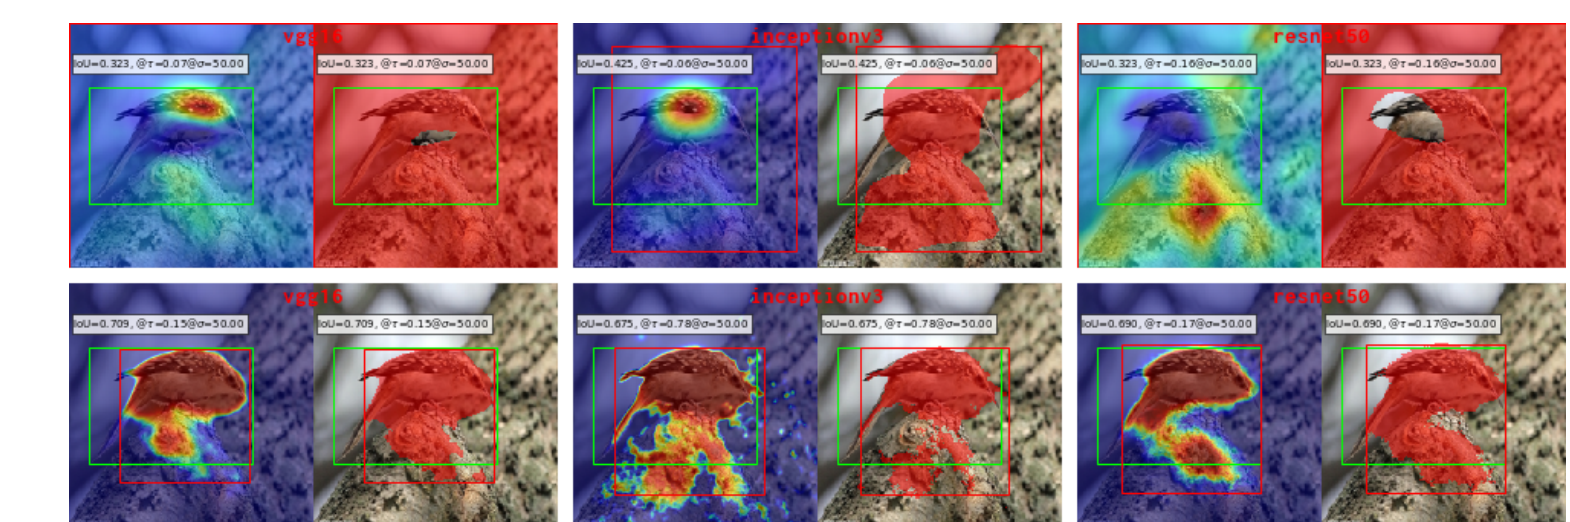 vgg16 inceptionv3 resnet50
IoU=0.323, @τ=0.07@σ=50.00 IoU=0.323, @τ=0.07@σ=50.00 IoU=0.425, @τ=0.06@σ=50.00 IoU=0.425, @τ=0.06@σ=50.00 IoU=0.323, @τ=0.16@σ=50.00 IoU=0.323, @τ=0.16@σ=50.00
vgg16 inceptionv3 resnet50
IoU=0.709, @τ=0.15@σ=50.00 IoU=0.709, @τ=0.15@σ=50.00 IoU=0.675, @τ=0.78@σ=50.00 IoU=0.675, @τ=0.78@σ=50.00 IoU=0.690, @τ=0.17@σ=50.00 IoU=0.690, @τ=0.17@σ=50.00